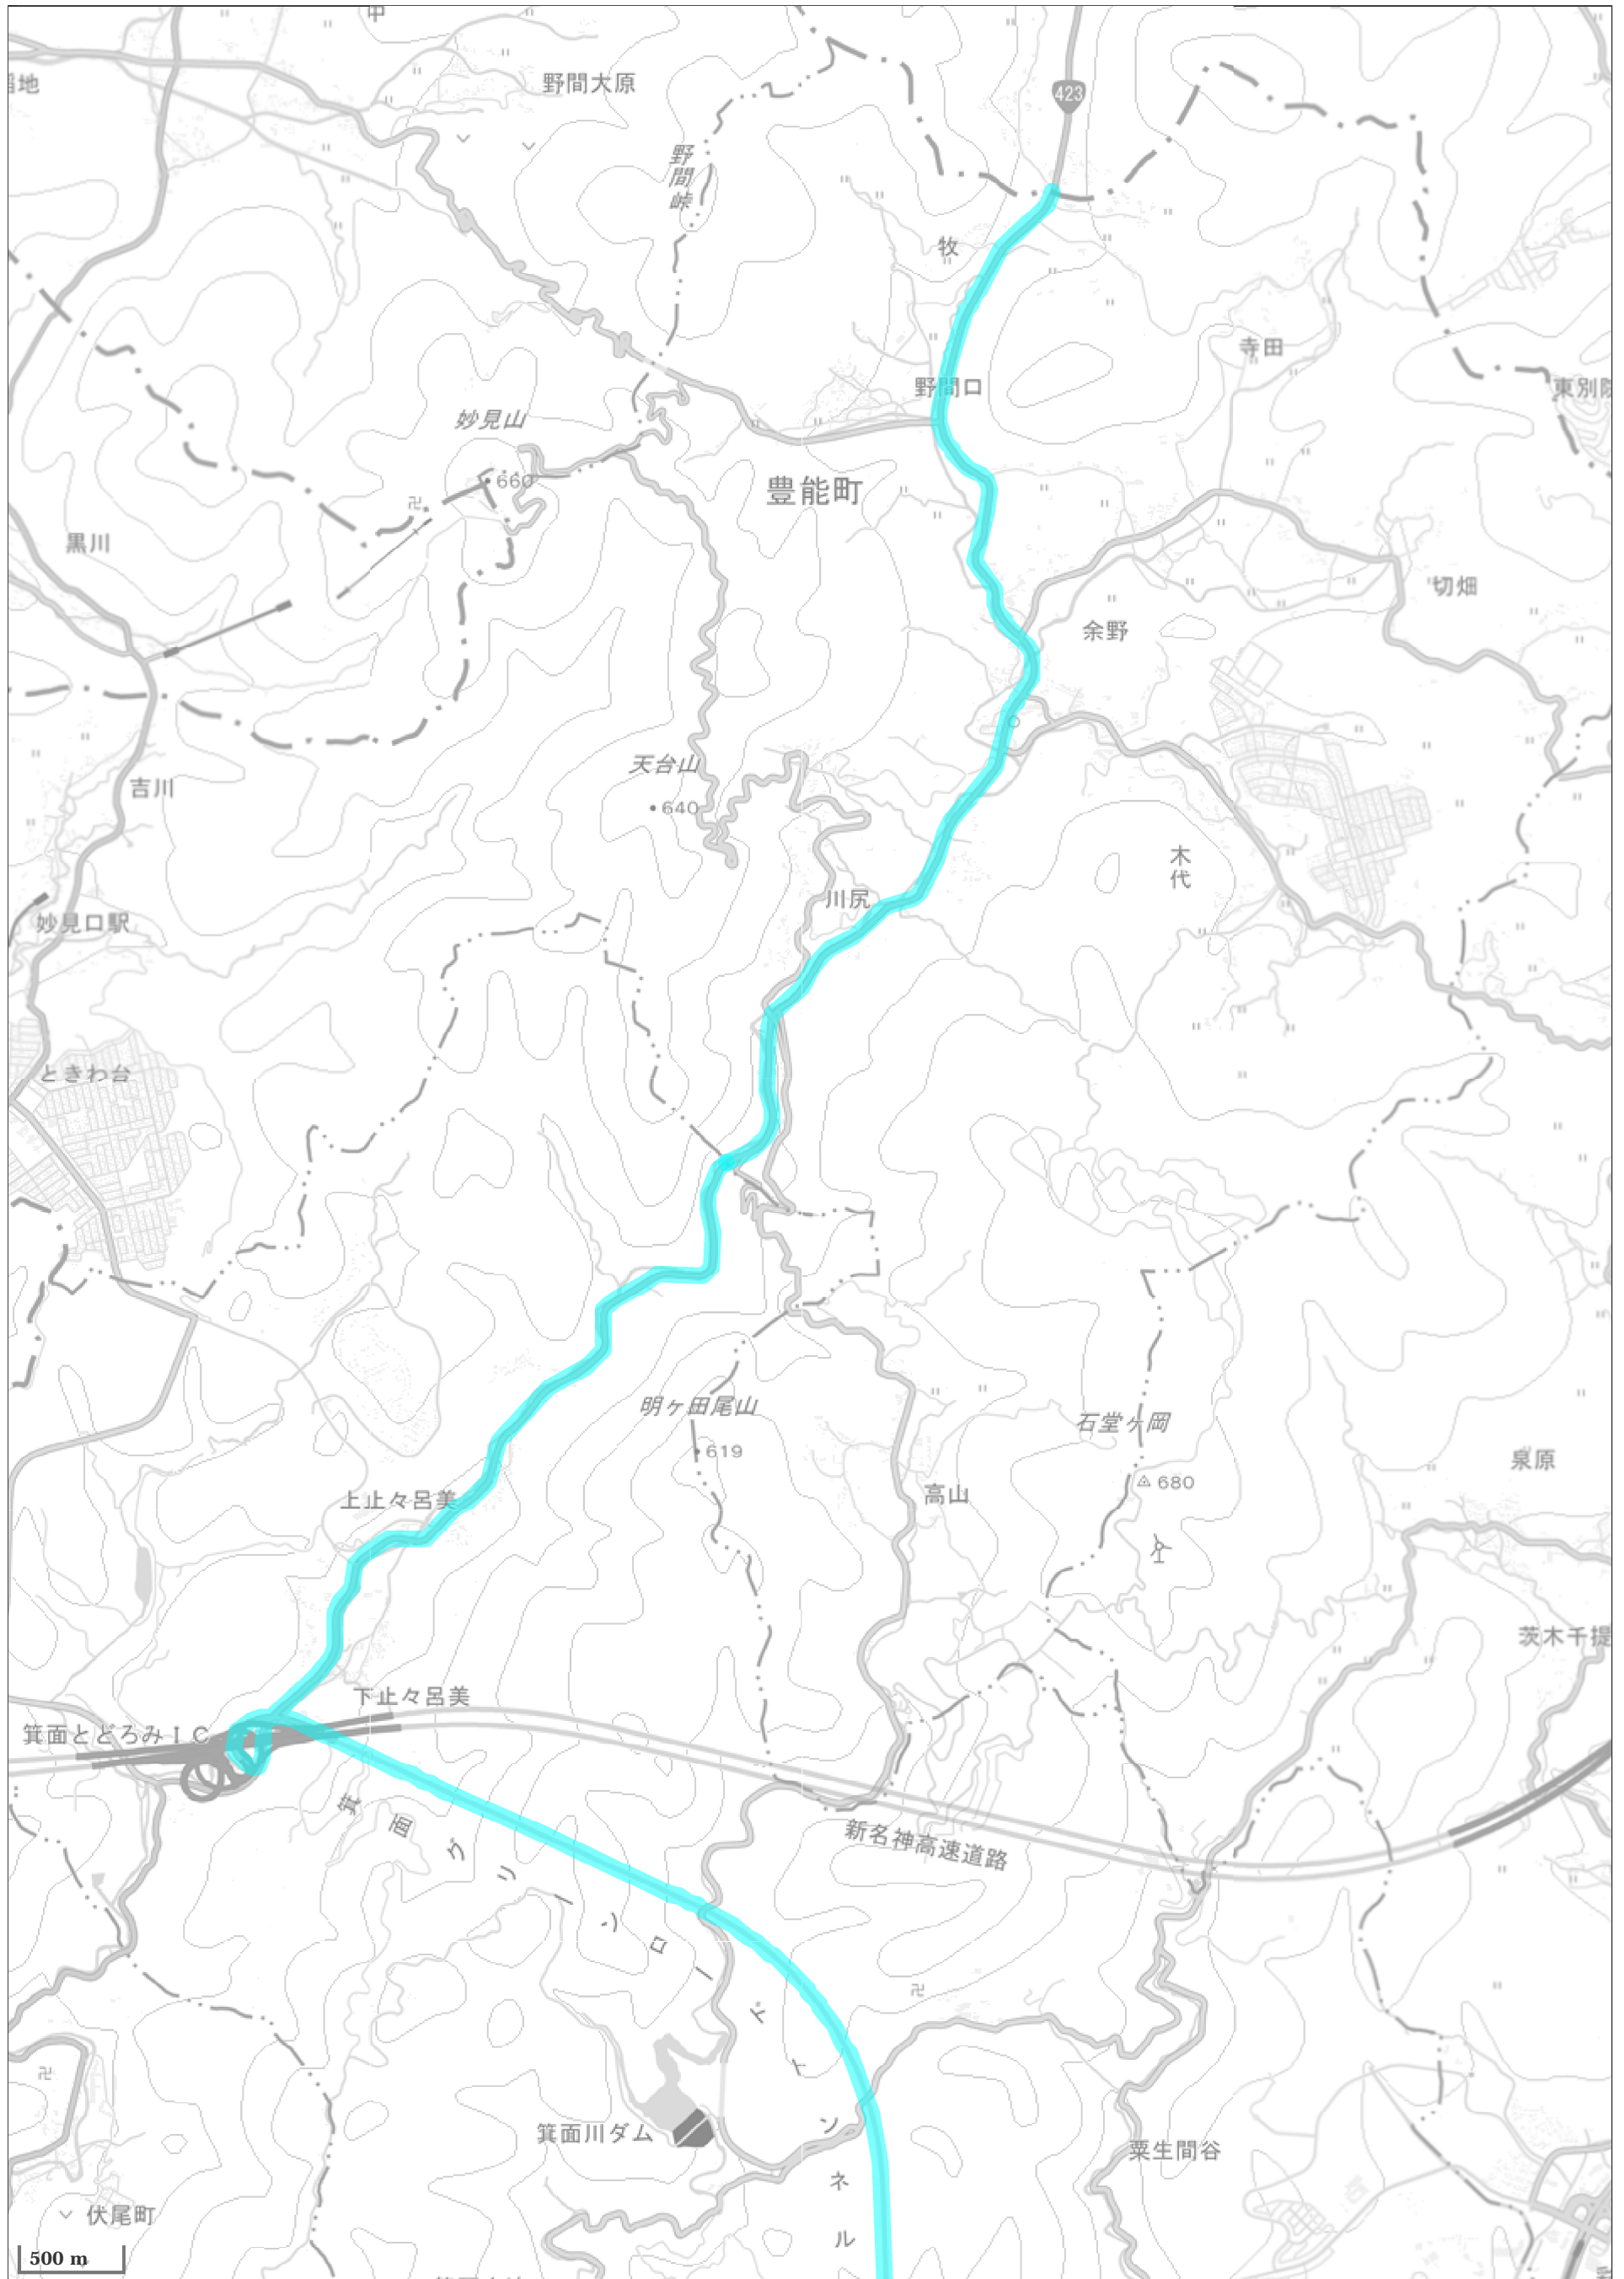 中
野間大原
423
野間峠
牧
寺田
野間口
東別院
妙見山
660
豊能町
黒川
切畑
余野
天台山
640
吉川
木代
川尻
妙見口駅
ときわ台
明ヶ田尾山
石堂ヶ岡
619
泉原
680
高山
上止々呂美
茨木千提
下止々呂美
箕面とどろみIC
箕面グリーンロードトンネル
新名神高速道路
箕面川ダム
粟生間谷
伏尾町
500 m